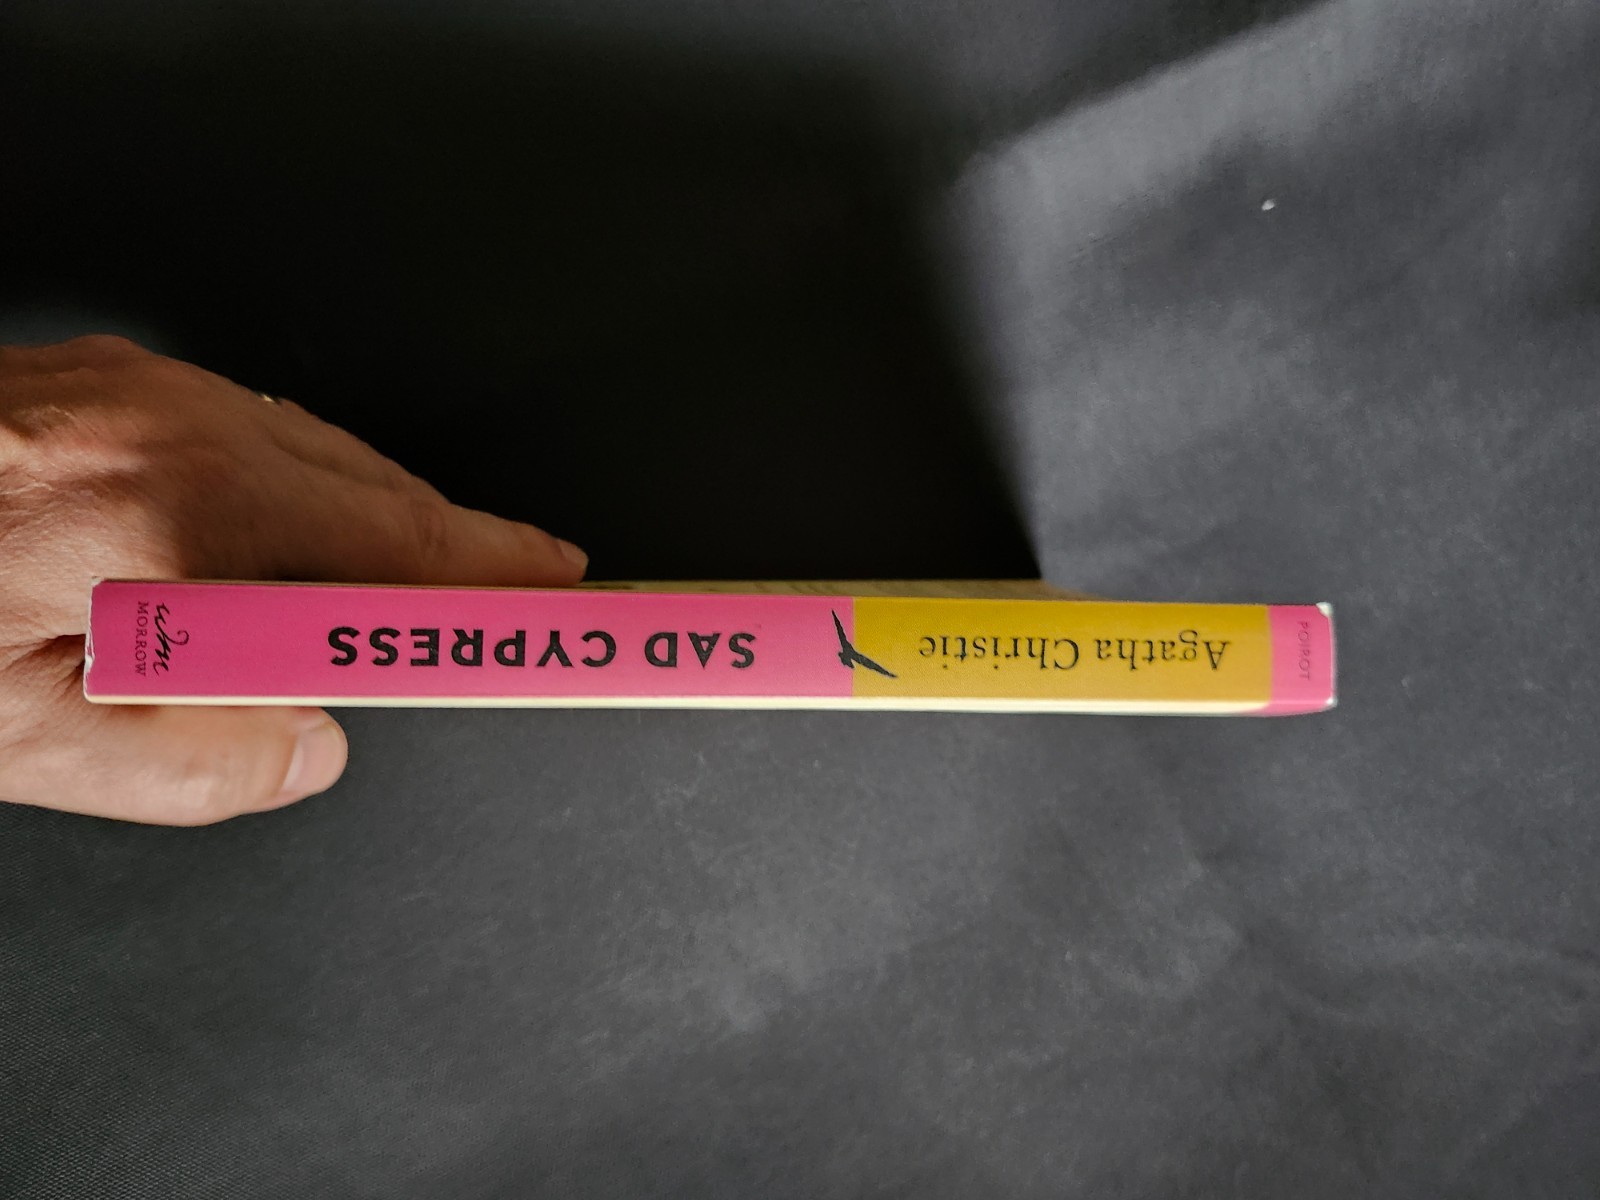 POIROT
Agatha Christie
SAD CYPRESS
wm
MORROW